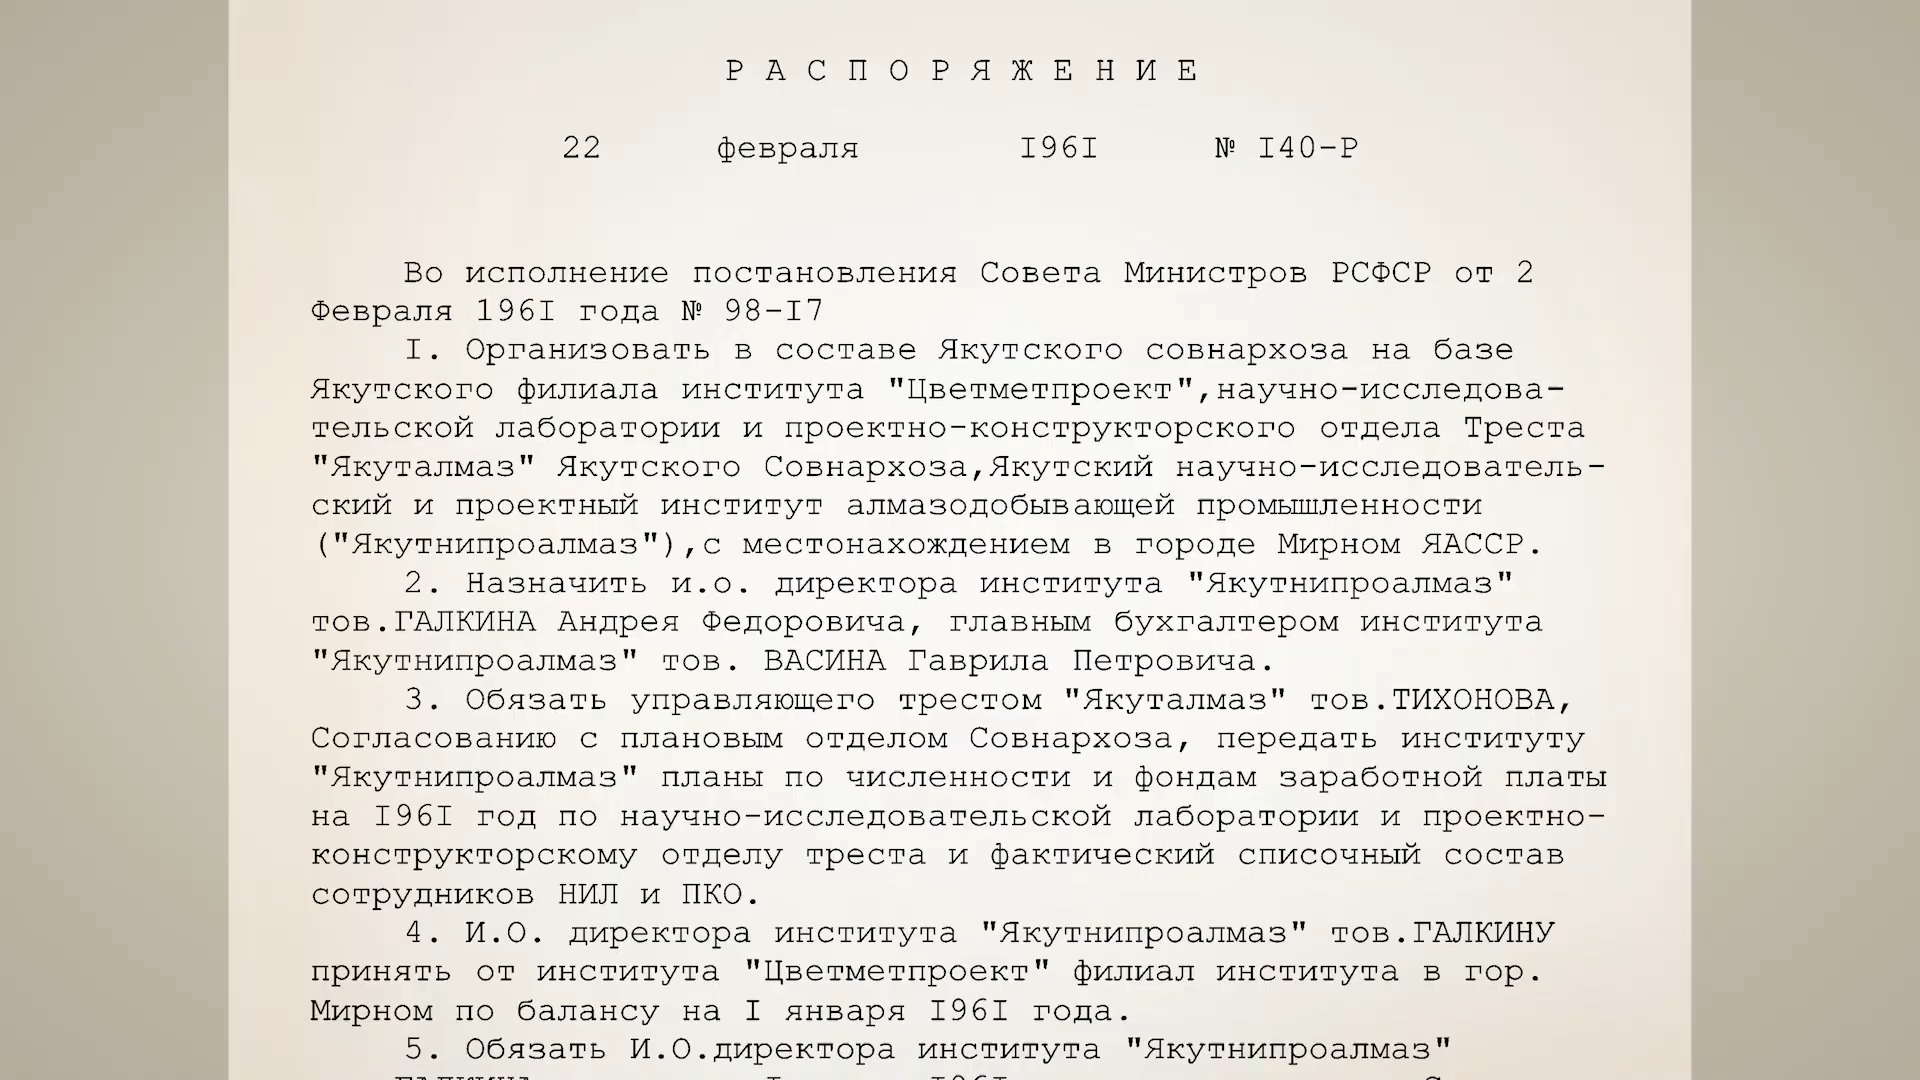 Р А С П О Р Я Ж Е Н И Е
22 февраля I96I № I40-Р
Во исполнение постановления Совета Министров РСФСР от 2
Февраля 196I года № 98-I7
I. Организовать в составе Якутского совнархоза на базе
Якутского филиала института "Цветметпроект",научно-исследова-
тельской лаборатории и проектно-конструкторского отдела Треста
"Якуталмаз" Якутского Совнархоза,Якутский научно-исследователь-
ский и проектный институт алмазодобывающей промышленности
("Якутнипроалмаз"),с местонахождением в городе Мирном ЯАССР.
2. Назначить и.о. директора института "Якутнипроалмаз"
тов.ГАЛКИНА Андрея Федоровича, главным бухгалтером института
"Якутнипроалмаз" тов. ВАСИНА Гаврила Петровича.
3. Обязать управляющего трестом "Якуталмаз" тов.ТИХОНОВА,
Согласованию с плановым отделом Совнархоза, передать институту
"Якутнипроалмаз" планы по численности и фондам заработной платы
на I96I год по научно-исследовательской лаборатории и проектно-
конструкторскому отделу треста и фактический списочный состав
сотрудников НИЛ и ПКО.
4. И.О. директора института "Якутнипроалмаз" тов.ГАЛКИНУ
принять от института "Цветметпроект" филиал института в гор.
Мирном по балансу на I января I96I года.
5. Обязать И.О.директора института "Якутнипроалмаз"